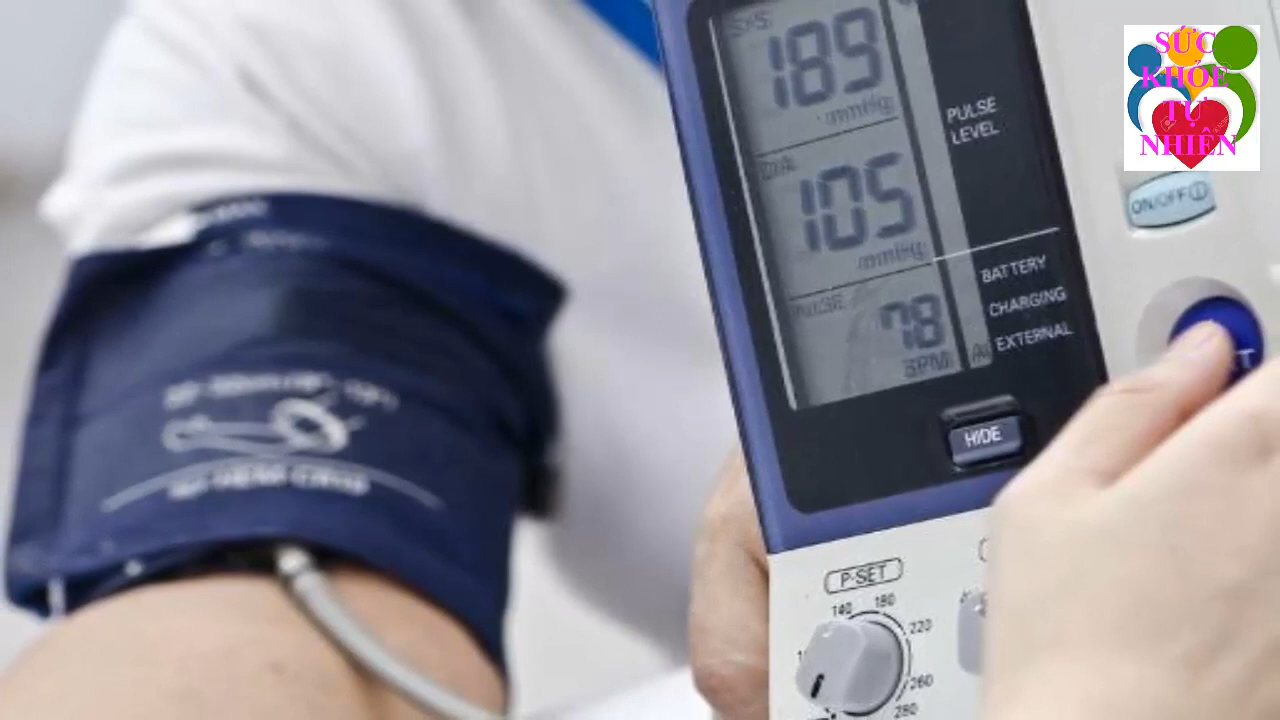 SỨC
KHỎE
TỰ
NHIÊN
SYS
189
mmHg
PULSE
LEVEL
ON/OFF
DIA
105
mmHg
BATTERY
CHARGING
EXTERNAL
PULSE
78
BPM
HIDE
P-SET
140
180
220
260
280